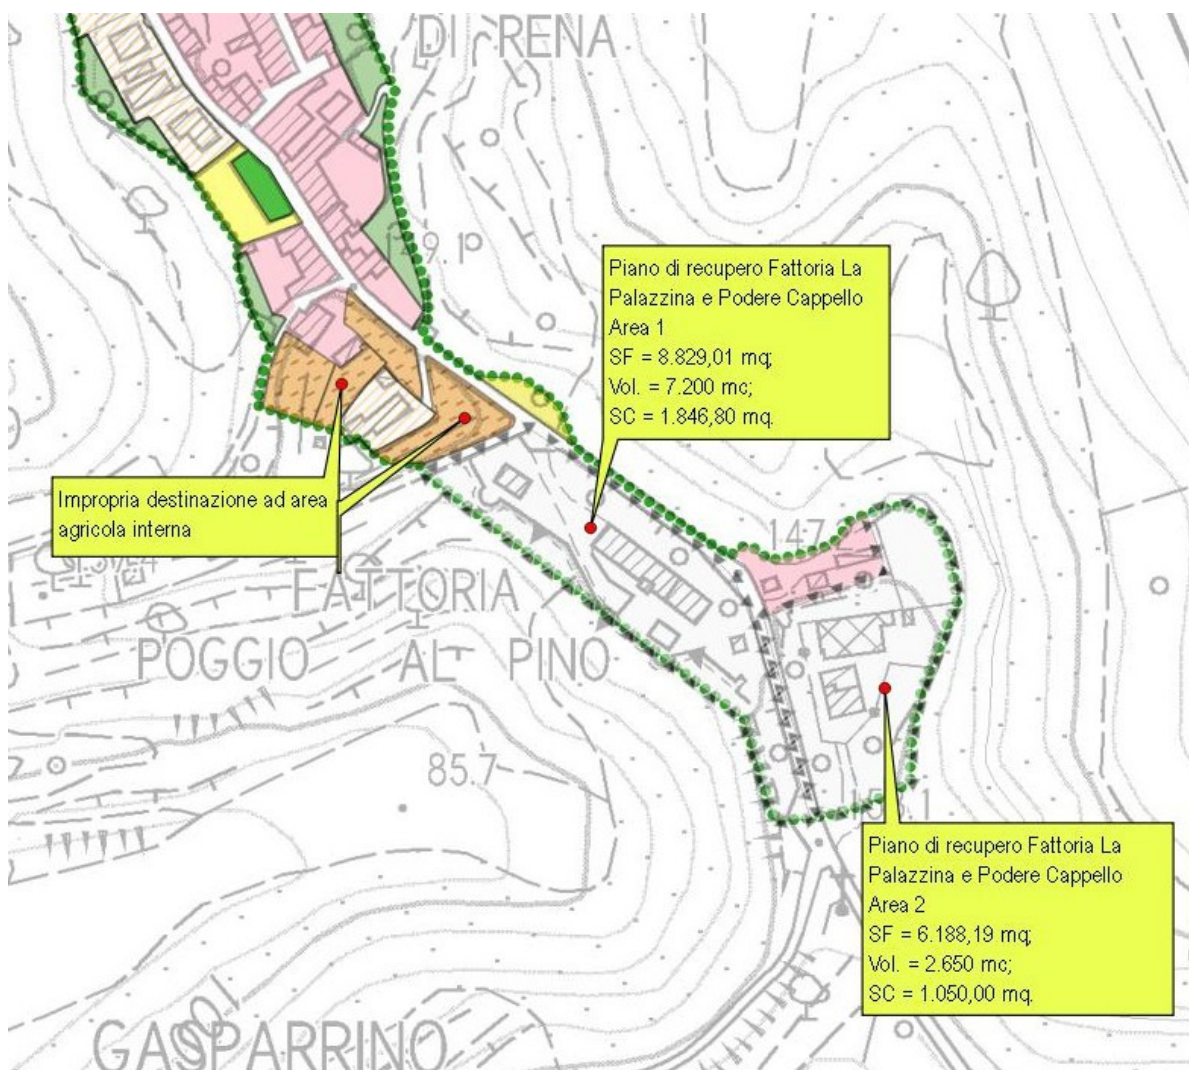 DI RENA
149.1
Piano di recupero Fattoria La
Palazzina e Podere Cappello
Area 1
SF = 8.829,01 mq;
Vol. = 7.200 mc;
SC = 1.846,80 mq.
Impropria destinazione ad area
agricola interna
147.2
FATTORIA
POGGIO AL PINO
85.7
Piano di recupero Fattoria La
Palazzina e Podere Cappello
Area 2
SF = 6.188,19 mq;
Vol. = 2.650 mc;
SC = 1.050,00 mq.
GASPARRINO